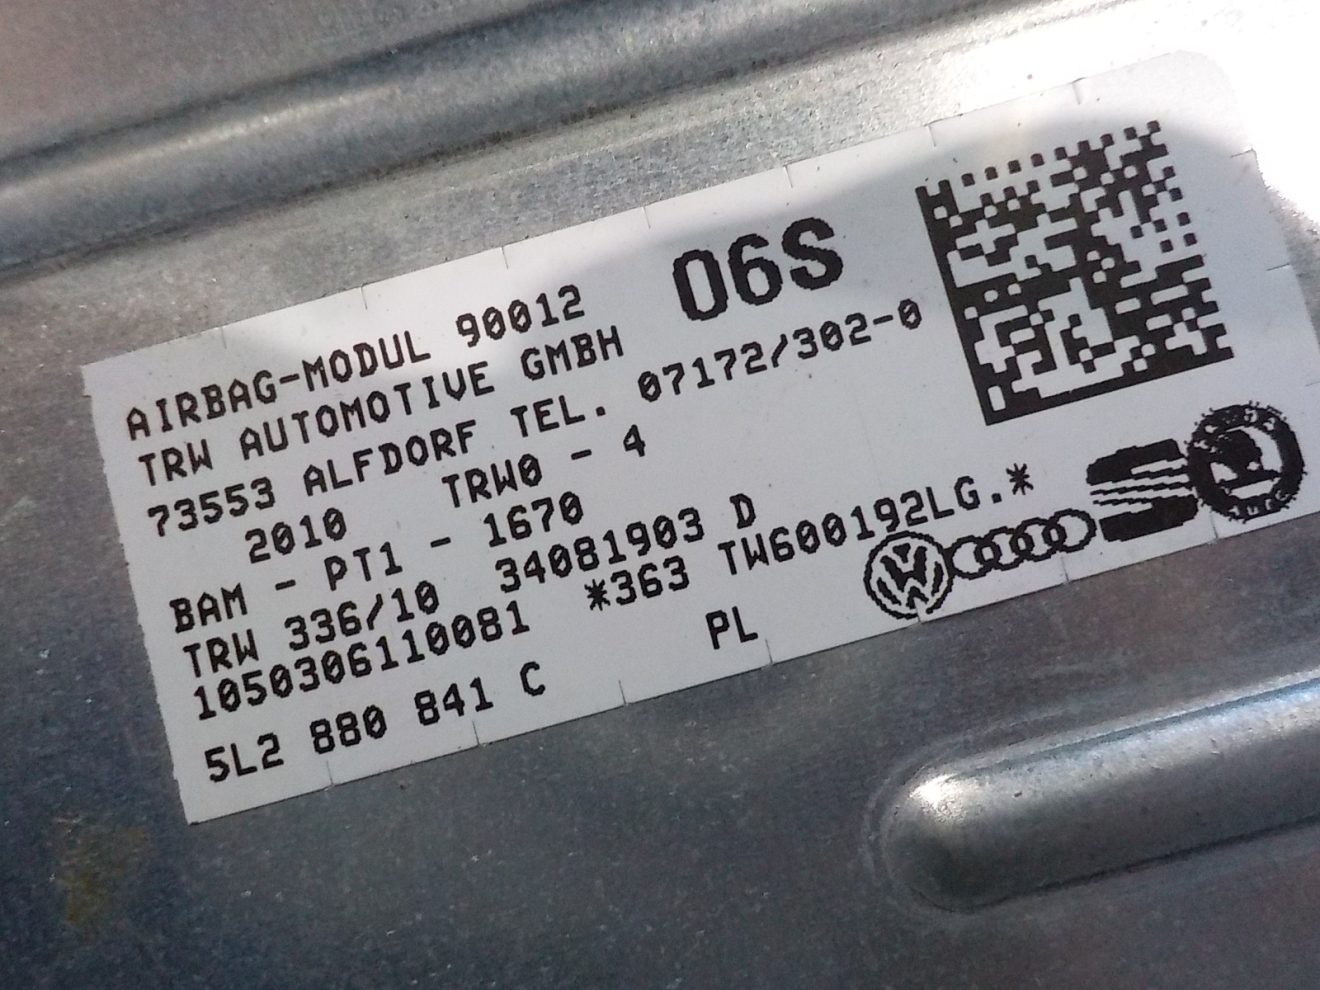 AIRBAG-MODUL 90012 06S
TRW AUTOMOTIVE GMBH
73553 ALFDORF TEL. 07172/302-0
2010 TRW0 - 4
BAM - PT1 - 1670
TRW 336/10 34081903 D
1050306110081 *363 TW600192LG.*
5L2 880 841 C PL